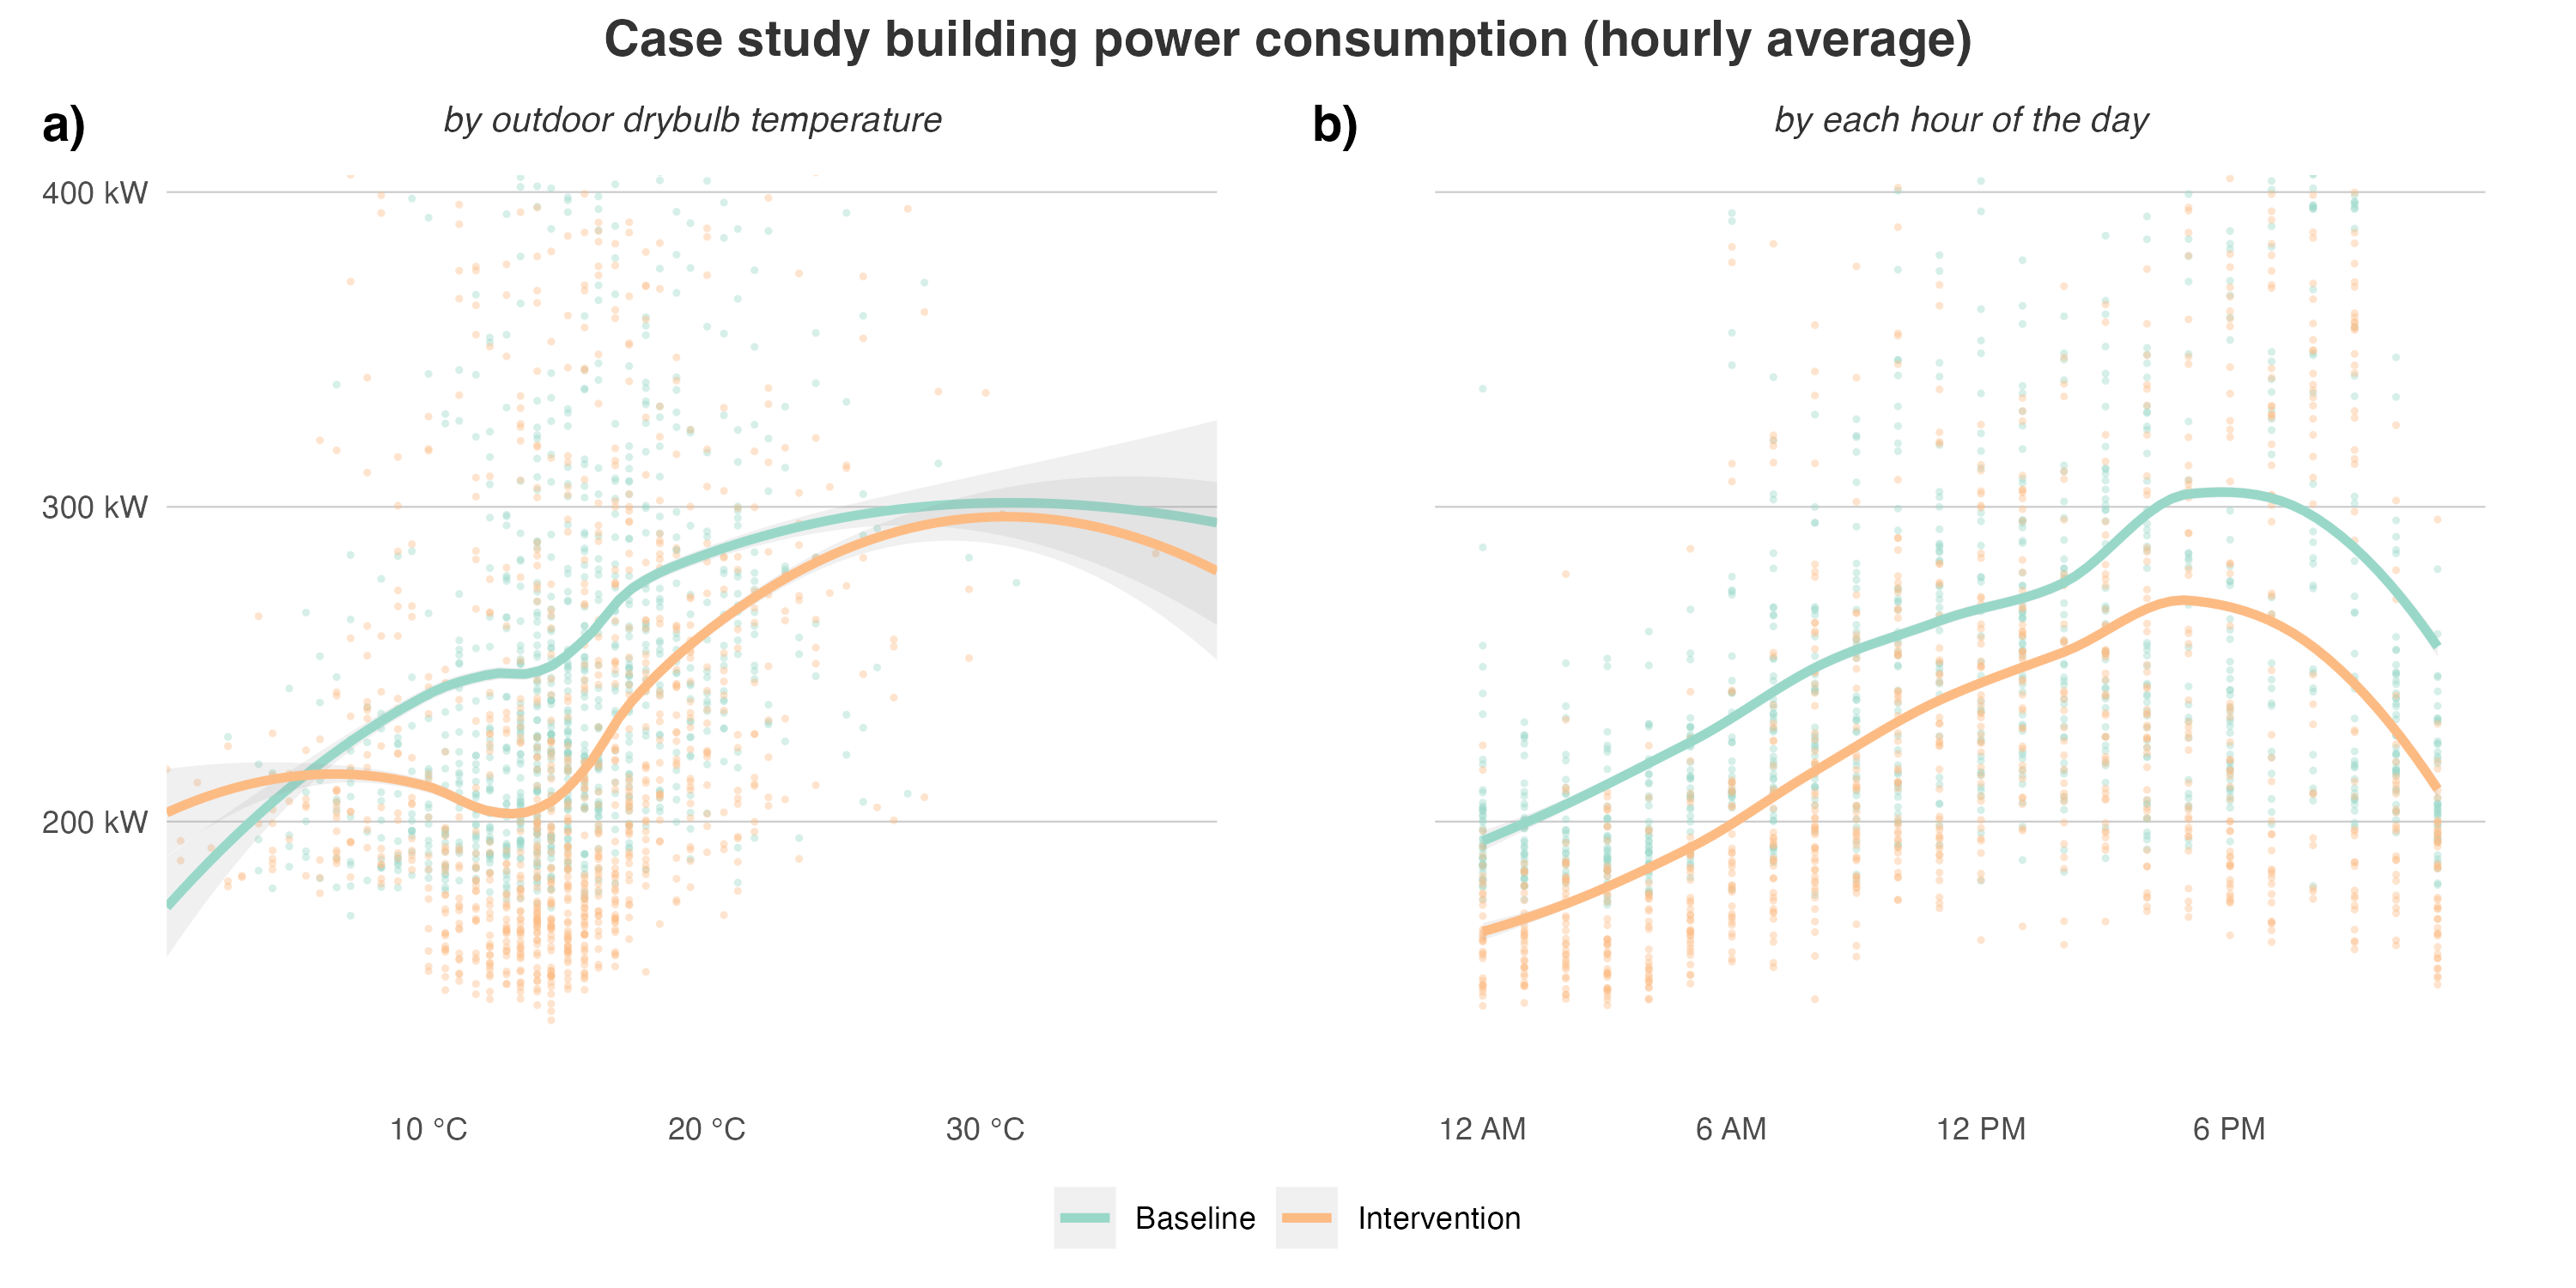 Case study building power consumption (hourly average)
a)
by outdoor drybulb temperature
400 kW
300 kW
200 kW
10 °C 20 °C 30 °C
b)
by each hour of the day
12 AM 6 AM 12 PM 6 PM
Baseline Intervention